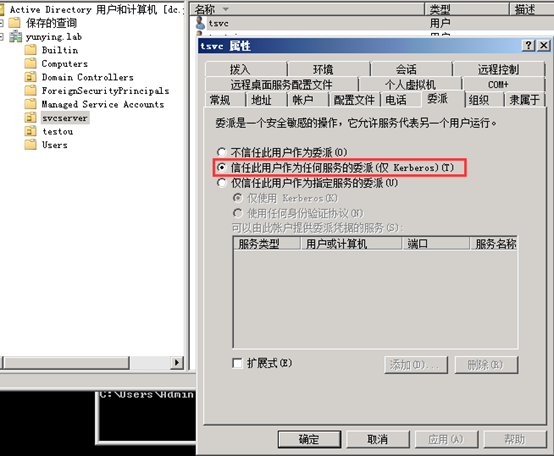 Active Directory 用户和计算机 [dc.
保存的查询
yunying.lab
Builtin
Computers
Domain Controllers
ForeignSecurityPrincipals
Managed Service Accounts
svcserver
testou
Users
名称
类型
描述
tsvc
用户
用户
tsvc 属性
拨入
环境
会话
远程控制
远程桌面服务配置文件
个人虚拟机
COM+
常规
地址
帐户
配置文件
电话
委派
组织
隶属于
委派是一个安全敏感的操作，它允许服务代表另一个用户运行。
不信任此用户作为委派(O)
信任此用户作为任何服务的委派(仅 Kerberos)(T)
仅信任此用户作为指定服务的委派(U)
仅使用 Kerberos(K)
使用任何身份验证协议(N)
可以由此帐户提供委派凭据的服务(S):
服务类型
用户或计算机
端口
服务名称
扩展式(E)
添加(D)...
删除(R)
C:\Users\Admin
确定
取消
应用(A)
帮助